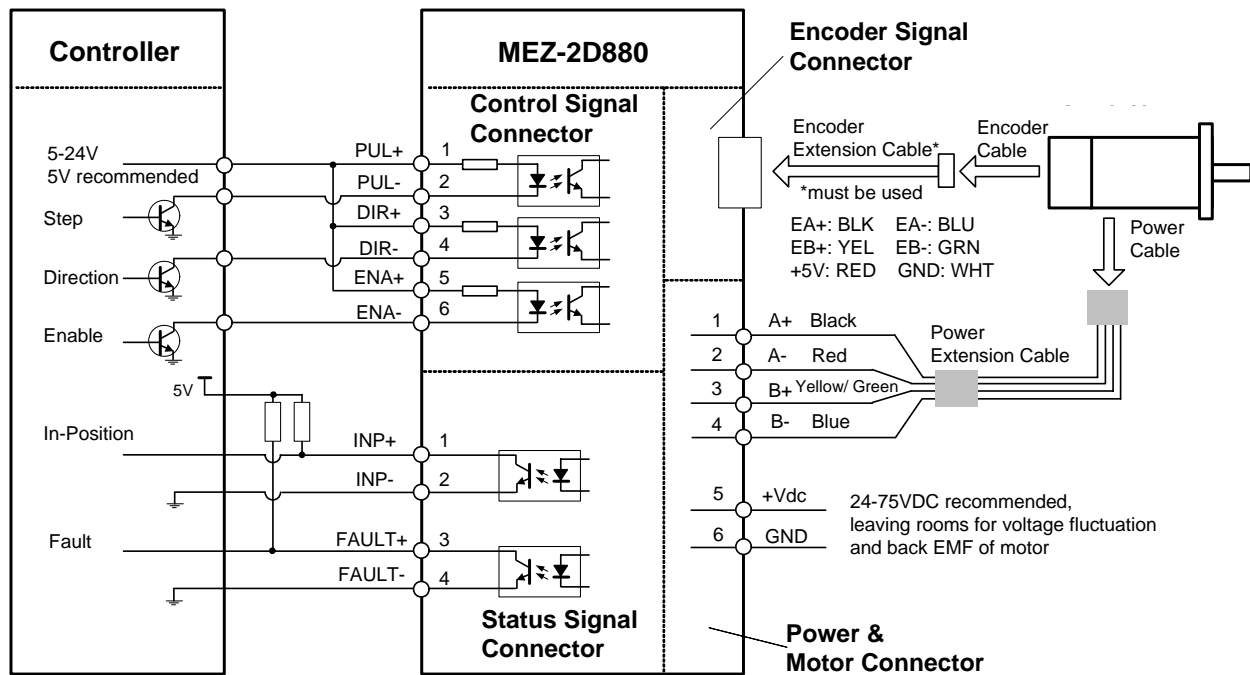 Controller
MEZ-2D880
Encoder Signal
Connector
Control Signal
Connector
5-24V
5V recommended
Step
Direction
Enable
5V
In-Position
Fault
PUL+
PUL-
DIR+
DIR-
ENA+
ENA-
1
2
3
4
5
6
INP+
INP-
FAULT+
FAULT-
1
2
3
4
Status Signal
Connector
Encoder
Extension Cable*
*must be used
Encoder
Cable
EA+: BLK EA-: BLU
EB+: YEL EB-: GRN
+5V: RED GND: WHT
Power
Cable
1 A+ Black
2 A- Red
3 B+ Yellow/ Green
4 B- Blue
Power
Extension Cable
5 +Vdc
6 GND
24-75VDC recommended,
leaving rooms for voltage fluctuation
and back EMF of motor
Power &
Motor Connector